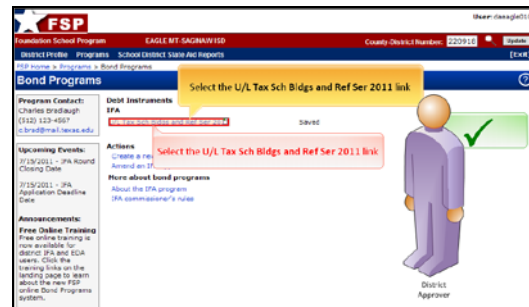 User: daeagle01
FSP
Foundation School Program EAGLE MT-SAGINAW ISD County-District Number: 220918 Update
District Profile Programs School District State Aid Reports [Exit]
FSP Home > Programs > Bond Programs
Bond Programs
Select the U/L Tax Sch Bldgs and Ref Ser 2011 link
Program Contact:
Charles Bradlaugh
(512) 123-4567
c.brad@mail.texas.edu
Debt Instruments
IFA
U/L Tax Sch Bldgs and Ref Ser 2011 Saved
Select the U/L Tax Sch Bldgs and Ref Ser 2011 link
Upcoming Events:
7/15/2011 - IFA Round
Closing Date
7/15/2011 - IFA
Application Deadline
Date
Actions
Create a new
Amend an
More about bond programs
About the IFA program
IFA commissioner's rules
Announcements:
Free Online Training
Free online training is
now available for
district IFA and EDA
users. Click the
training links on the
landing page to learn
about the new FSP
online Bond Programs
system.
District
Approver